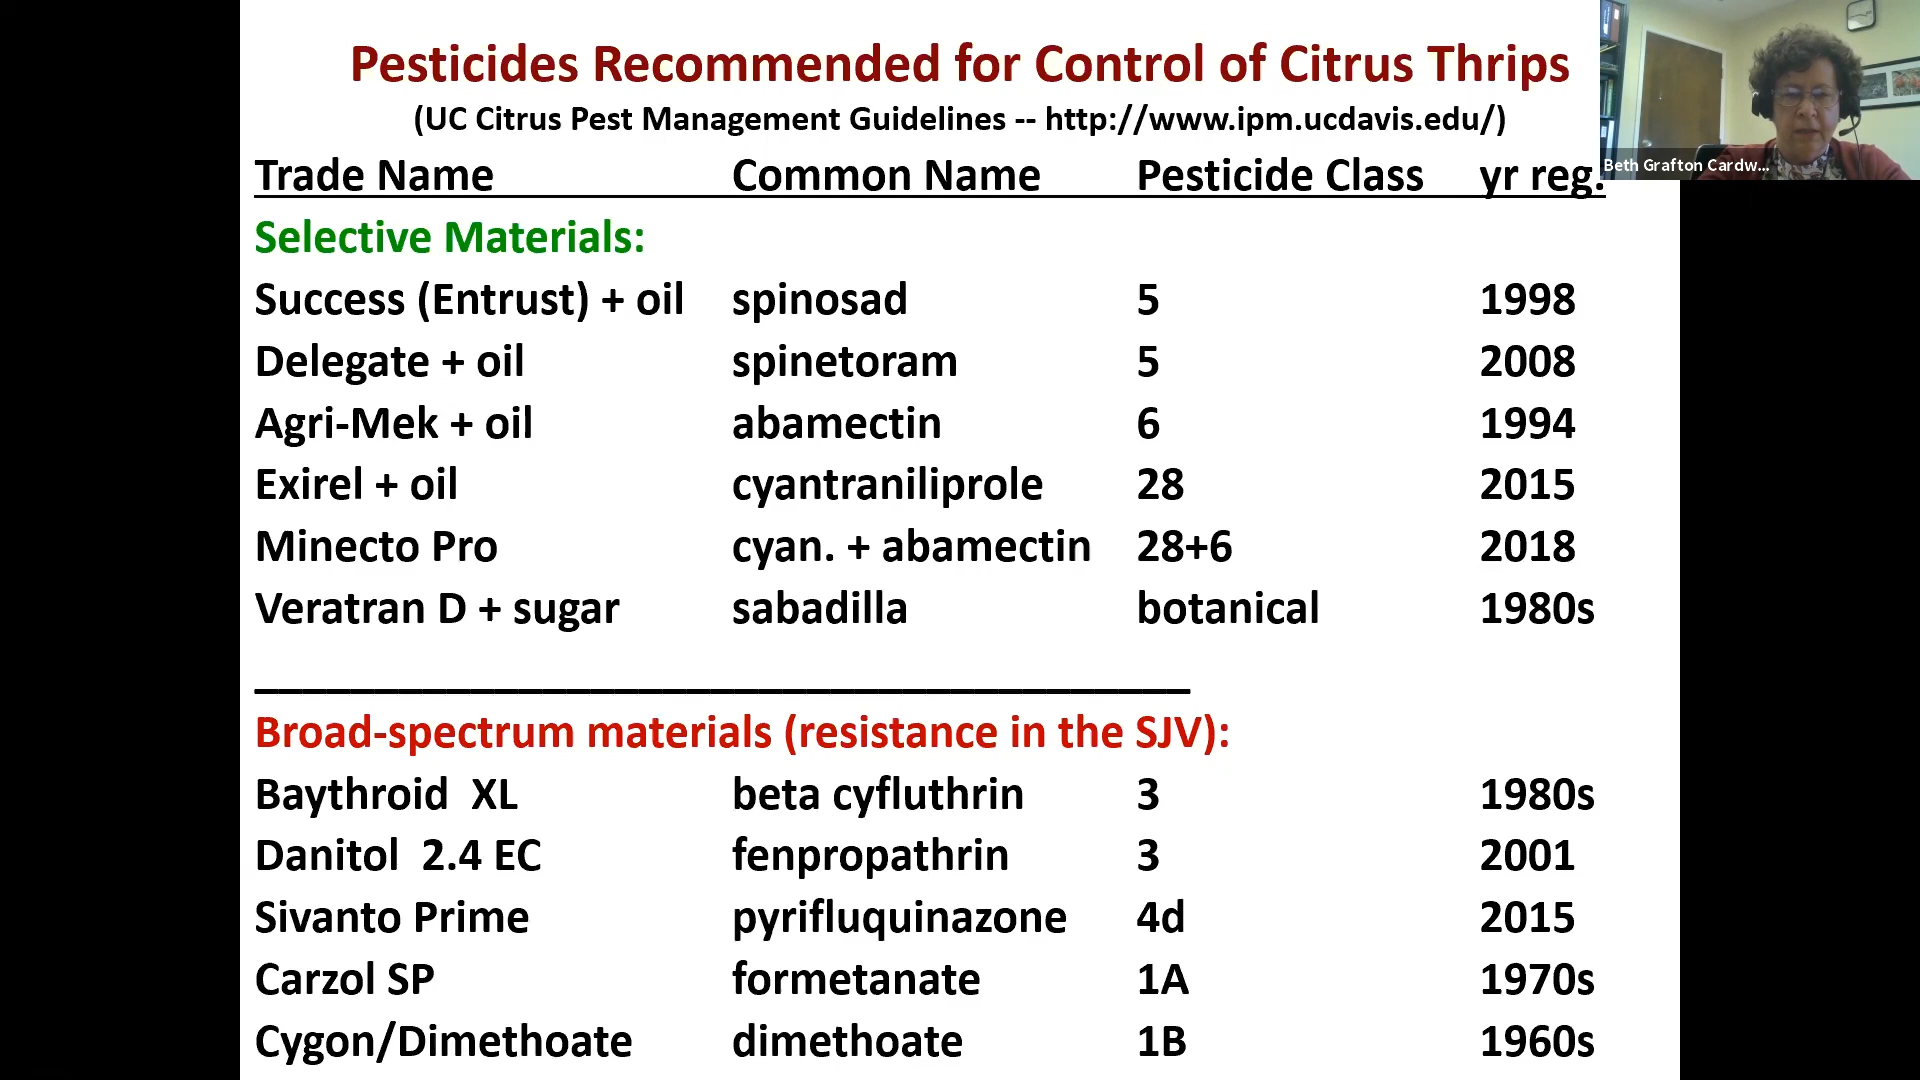 Pesticides Recommended for Control of Citrus Thrips
(UC Citrus Pest Management Guidelines -- http://www.ipm.ucdavis.edu/)
Trade Name Common Name Pesticide Class yr reg.
Selective Materials:
Success (Entrust) + oil spinosad 5 1998
Delegate + oil spinetoram 5 2008
Agri-Mek + oil abamectin 6 1994
Exirel + oil cyantraniliprole 28 2015
Minecto Pro cyan. + abamectin 28+6 2018
Veratran D + sugar sabadilla botanical 1980s
Broad-spectrum materials (resistance in the SJV):
Baythroid XL beta cyfluthrin 3 1980s
Danitol 2.4 EC fenpropathrin 3 2001
Sivanto Prime pyrifluquinazone 4d 2015
Carzol SP formetanate 1A 1970s
Cygon/Dimethoate dimethoate 1B 1960s
Beth Grafton Cardw...